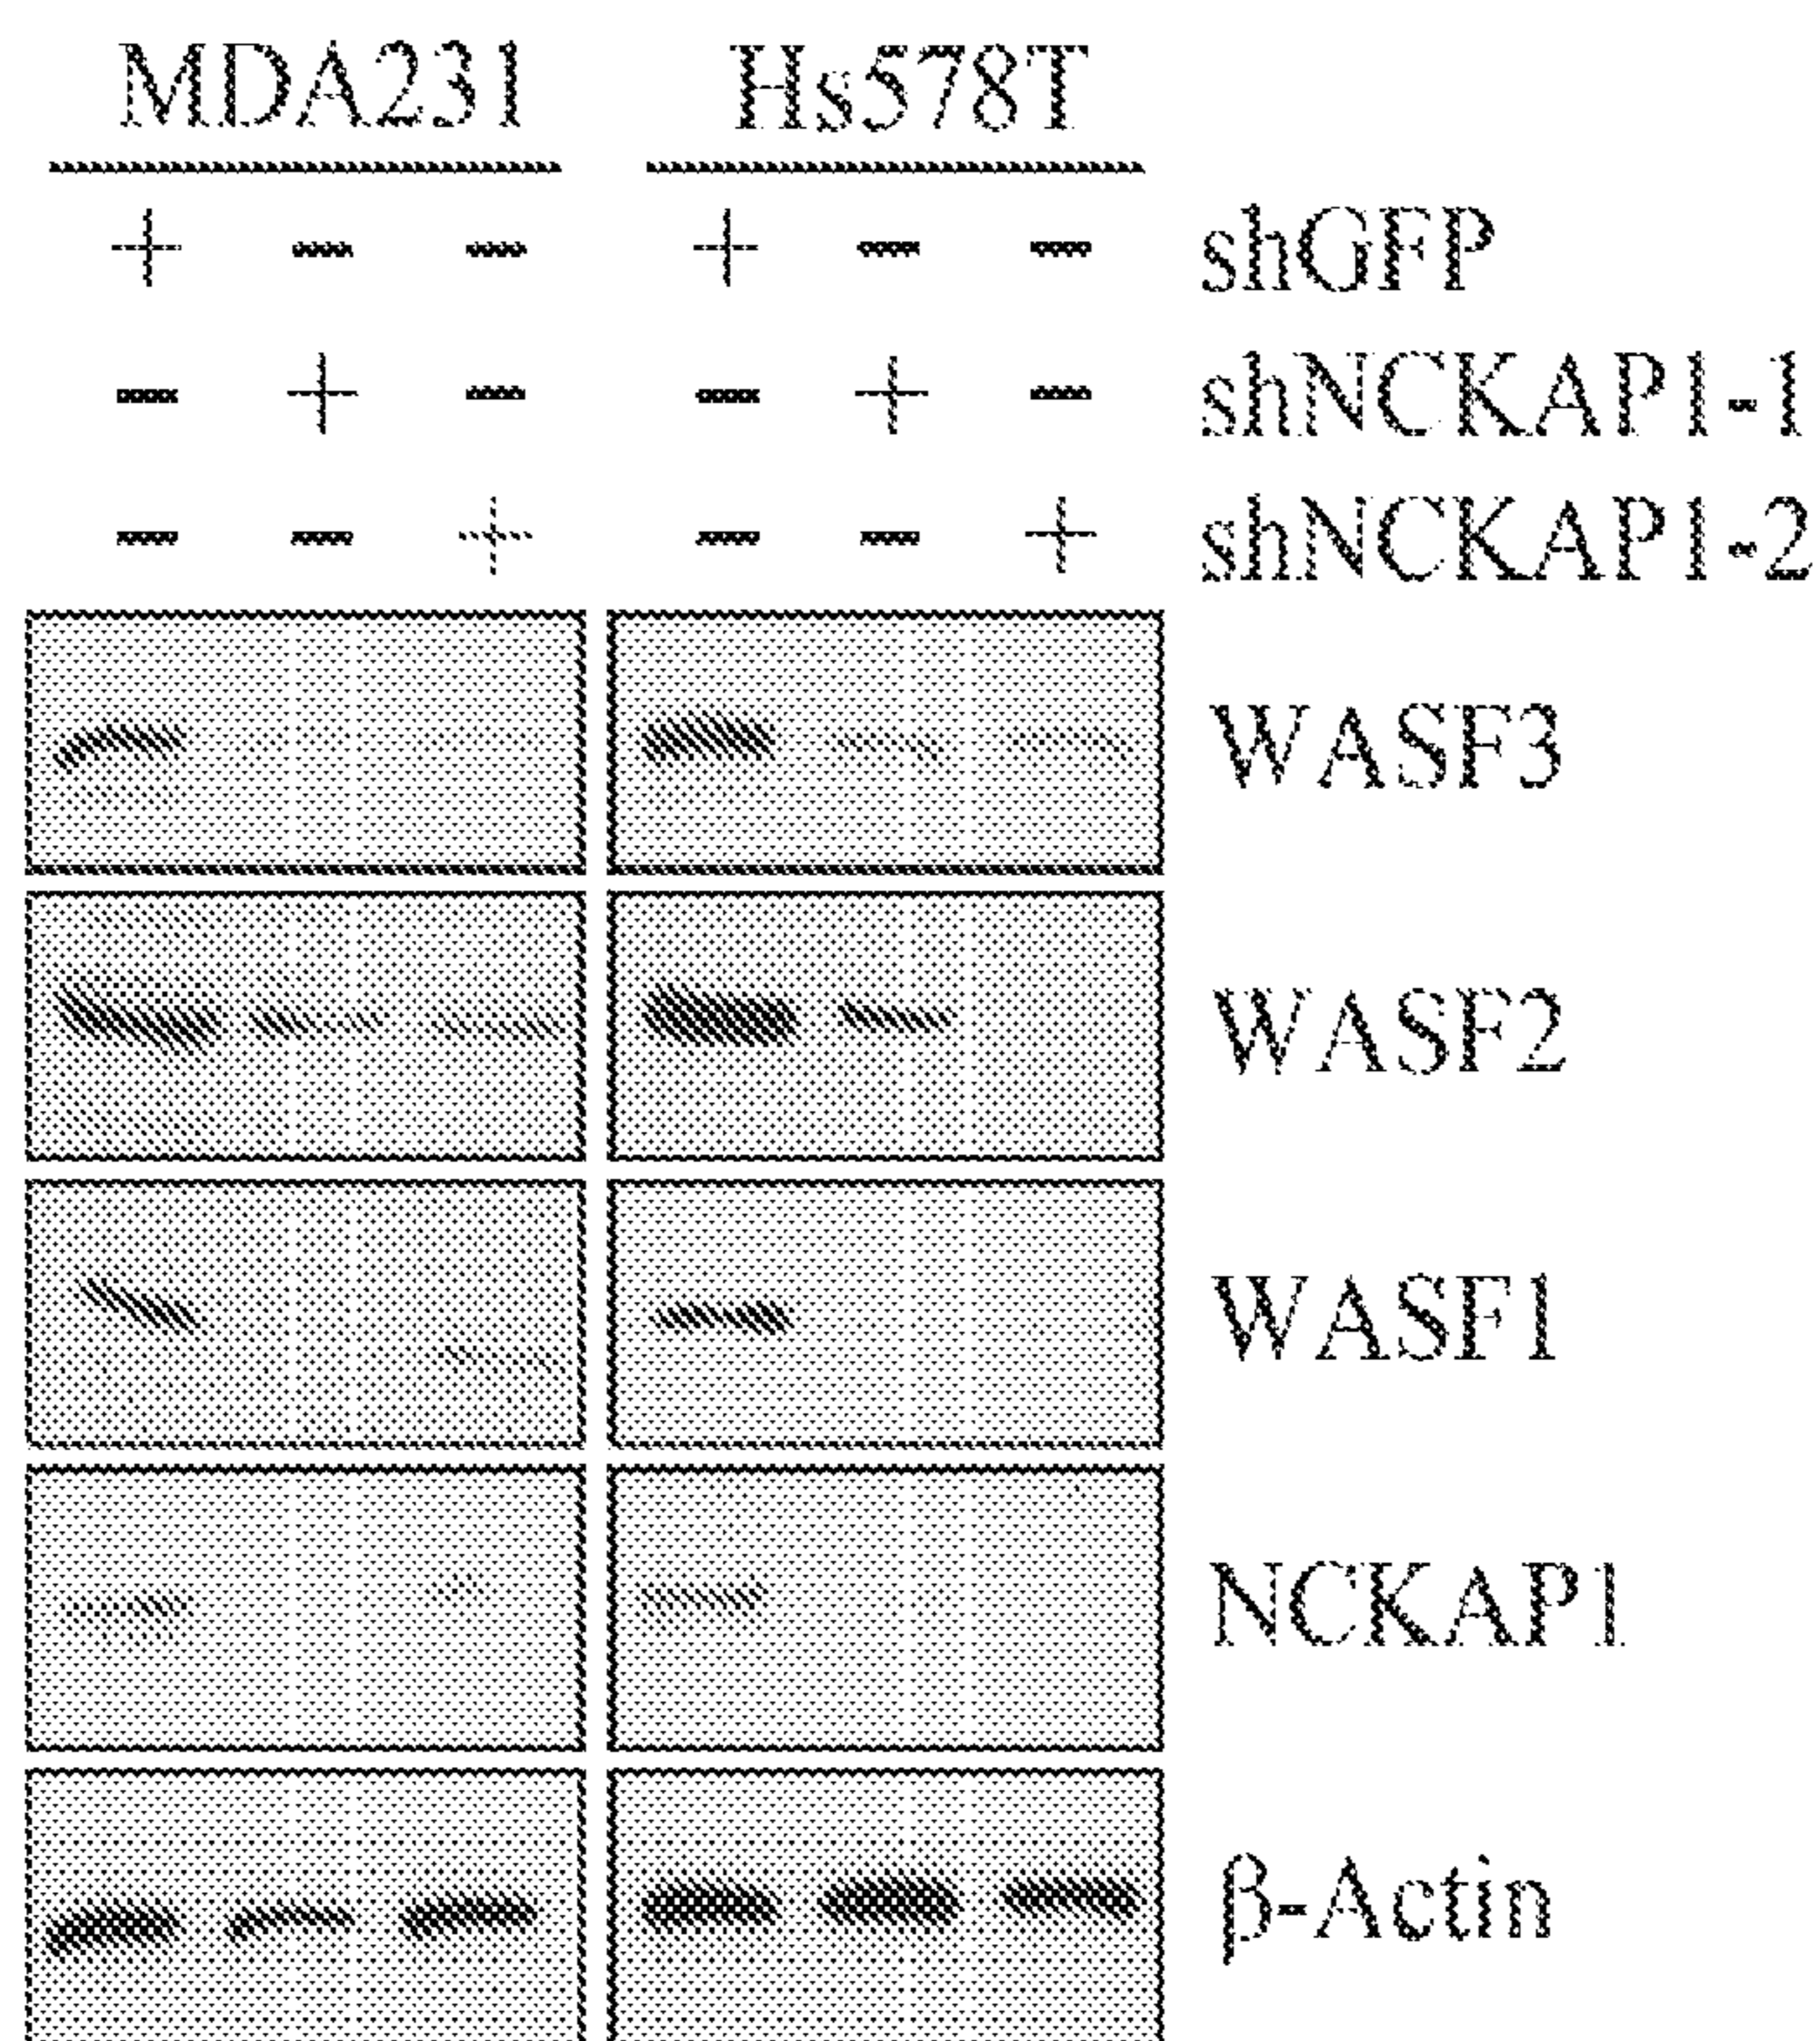 MDA231 Hs578T
+ - - + - - shGFP
- + - - + - shNCKAP1-1
- - + - - + shNCKAP1-2
WASF3
WASF2
WASF1
NCKAP1
β-Actin